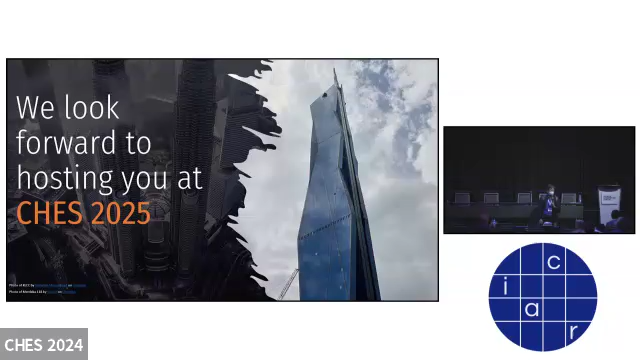 We look
forward to
hosting you at
CHES 2025
i
c
a
r
CHES 2024